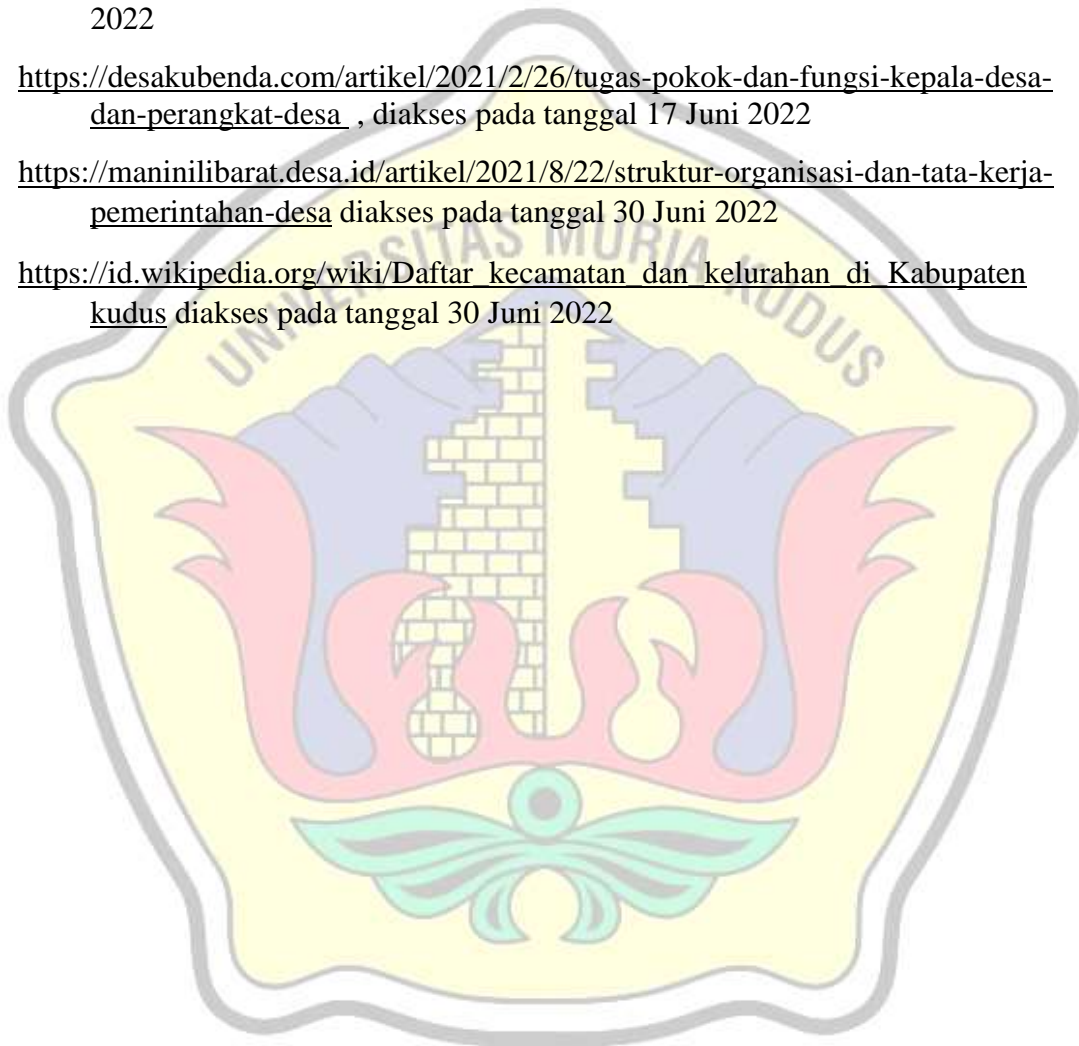 2022
https://desakubenda.com/artikel/2021/2/26/tugas-pokok-dan-fungsi-kepala-desa-
dan-perangkat-desa , diakses pada tanggal 17 Juni 2022
https://maninilibarat.desa.id/artikel/2021/8/22/struktur-organisasi-dan-tata-kerja-
pemerintahan-desa diakses pada tanggal 30 Juni 2022
https://id.wikipedia.org/wiki/Daftar_kecamatan_dan_kelurahan_di_Kabupaten
kudus diakses pada tanggal 30 Juni 2022
UNIVERSITAS MURIA KUDUS